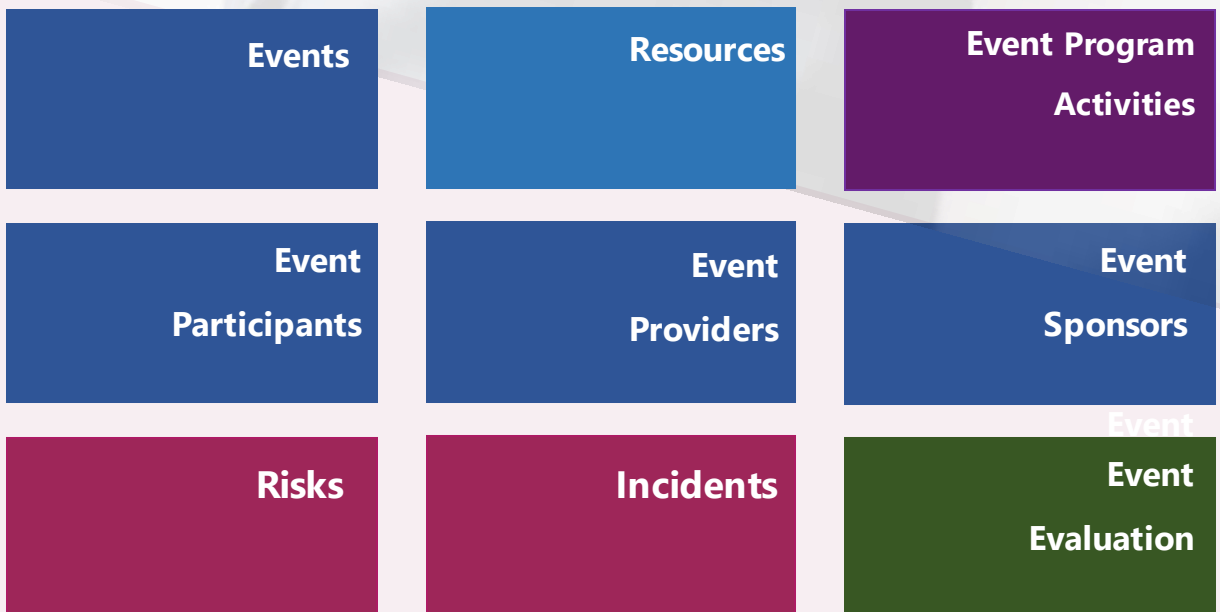 Events
Resources
Event Program
Activities
Event
Participants
Event
Providers
Event
Sponsors
Risks
Incidents
Event
Event
Evaluation